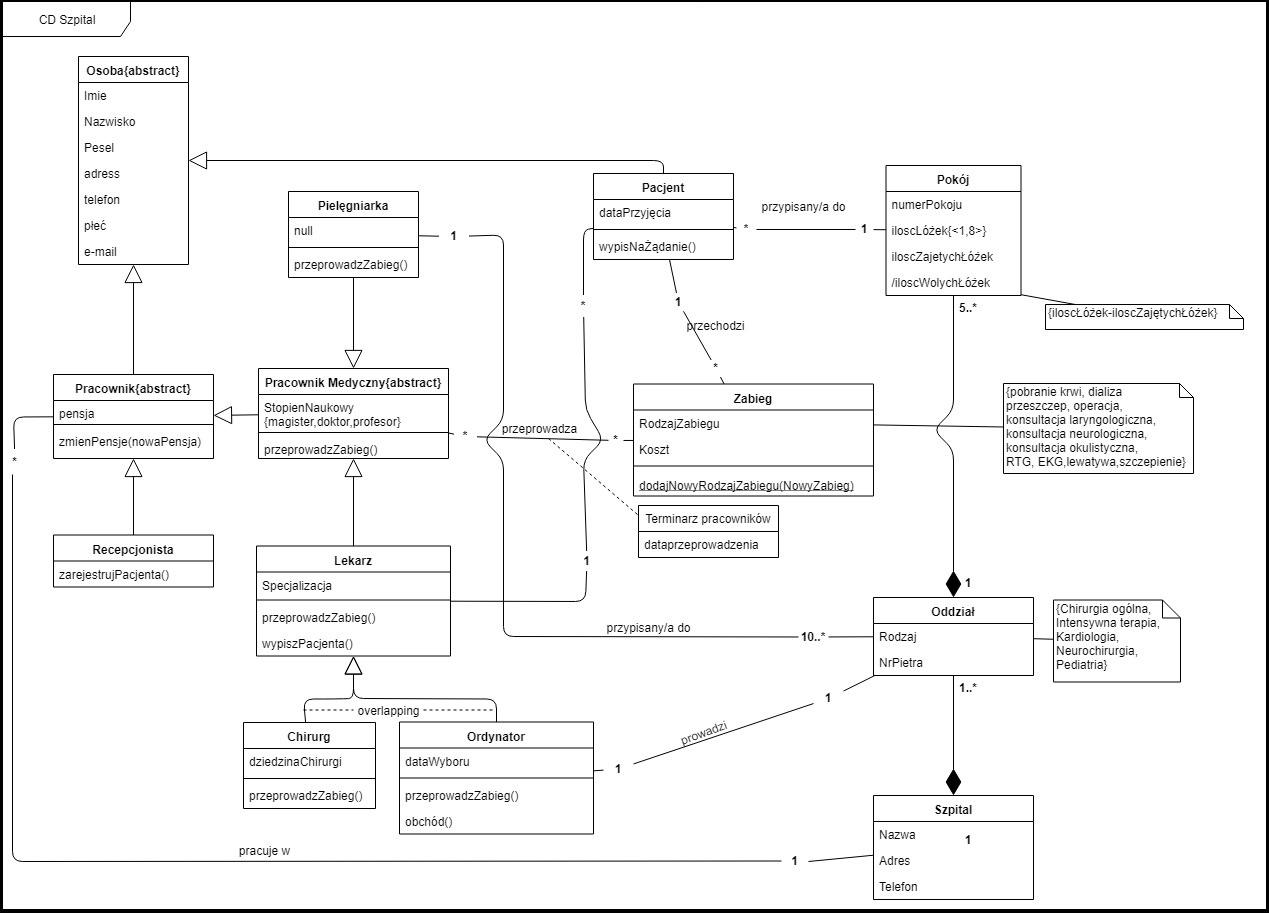 CD Szpital
Osoba{abstract}
Imie
Nazwisko
Pesel
adress
telefon
płeć
e-mail
Pielęgniarka
null
przeprowadzZabieg()
Pacjent
dataPrzyjęcia
wypisNaŻądanie()
przypisany/a do
*
1
Pokój
numerPokoju
iloscLóżek{<1,8>}
iloscZajetychŁóżek
/iloscWolychŁóżek
1
*
1
przechodzi
*
5..*
{iloscŁóżek-iloscZajętychŁóżek}
Pracownik{abstract}
pensja
zmienPensje(nowaPensja)
*
Pracownik Medyczny{abstract}
StopienNaukowy
{magister,doktor,profesor}
przeprowadzZabieg()
*
przeprowadza
*
Zabieg
RodzajZabiegu
Koszt
dodajNowyRodzajZabiegu(NowyZabieg)
{pobranie krwi, dializa
przeszczep, operacja,
konsultacja laryngologiczna,
konsultacja neurologiczna,
konsultacja okulistyczna,
RTG, EKG,lewatywa,szczepienie}
Terminarz pracowników
dataprzeprowadzenia
Recepcjonista
zarejestrujPacjenta()
Lekarz
Specjalizacja
przeprowadzZabieg()
wypiszPacjenta()
1
1
Oddział
Rodzaj
NrPietra
{Chirurgia ogólna,
Intensywna terapia,
Kardiologia,
Neurochirurgia,
Pediatria}
przypisany/a do
10..*
1..*
overlapping
Chirurg
dziedzinaChirurgi
przeprowadzZabieg()
Ordynator
dataWyboru
przeprowadzZabieg()
obchód()
1
prowadzi
1
Szpital
Nazwa
1
Adres
Telefon
pracuje w
1